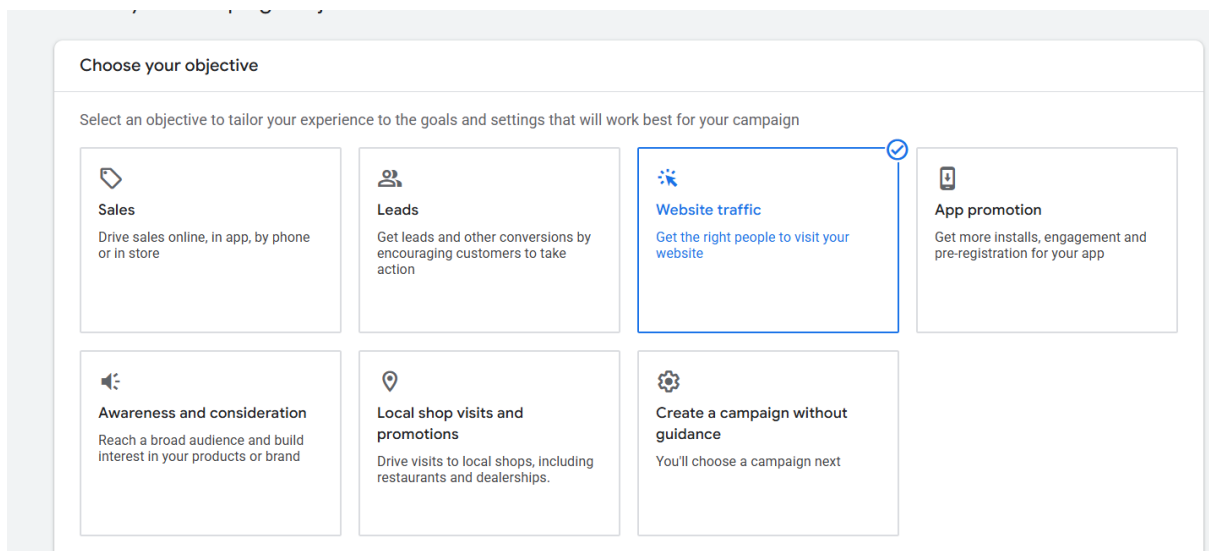 Choose your objective
Select an objective to tailor your experience to the goals and settings that will work best for your campaign
Sales
Drive sales online, in app, by phone
or in store
Leads
Get leads and other conversions by
encouraging customers to take
action
Website traffic
Get the right people to visit your
website
App promotion
Get more installs, engagement and
pre-registration for your app
Awareness and consideration
Reach a broad audience and build
interest in your products or brand
Local shop visits and
promotions
Drive visits to local shops, including
restaurants and dealerships.
Create a campaign without
guidance
You'll choose a campaign next